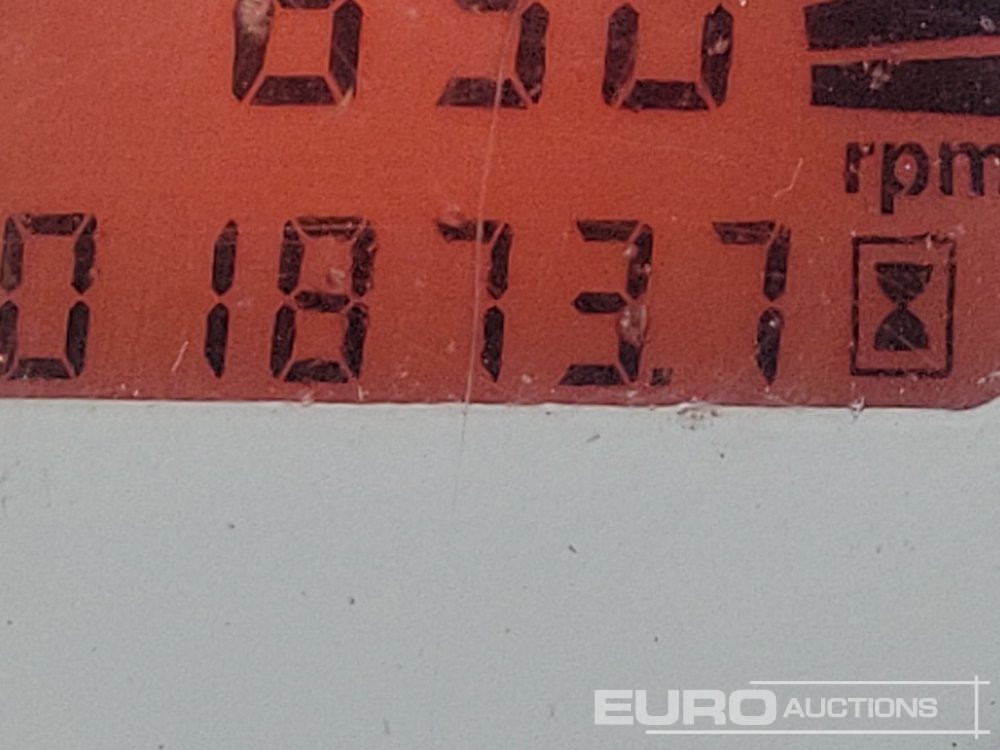 rpm
01873.7
EURO AUCTIONS